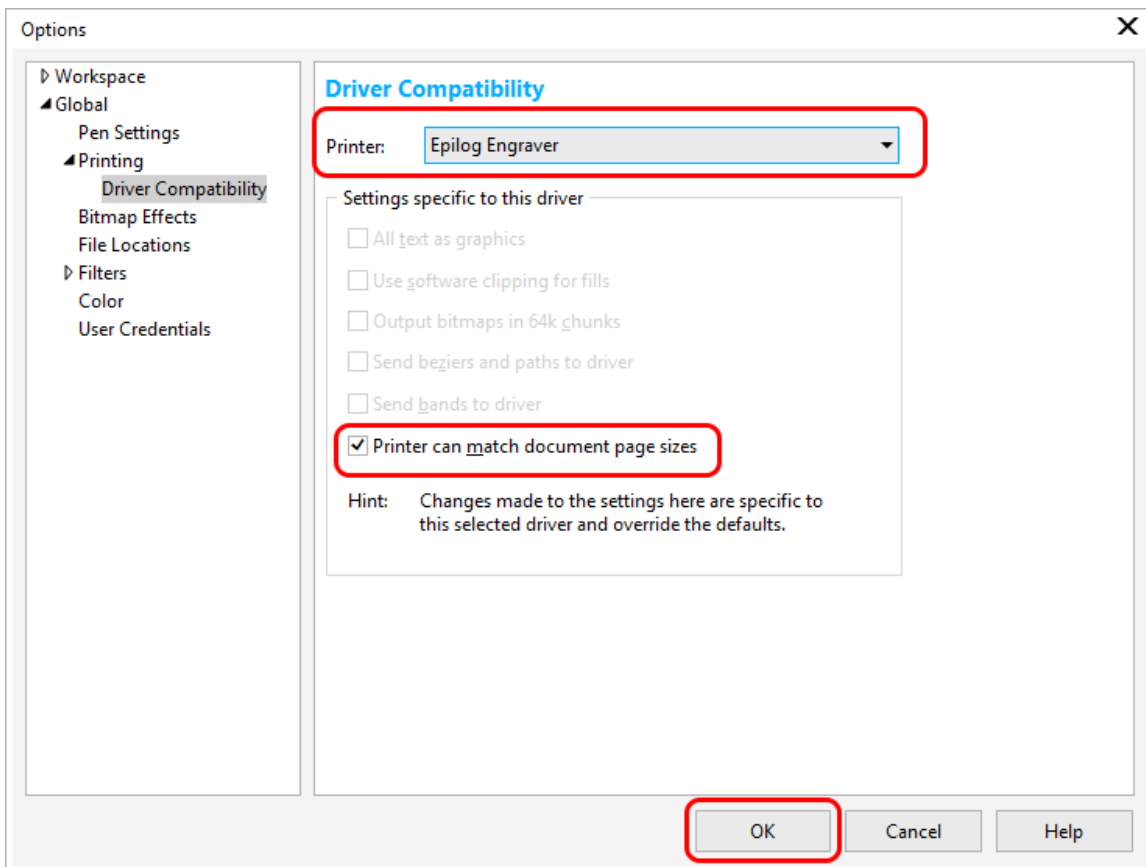 Options
Workspace
Global
Pen Settings
Printing
Driver Compatibility
Bitmap Effects
File Locations
Filters
Color
User Credentials
Driver Compatibility
Printer: Epilog Engraver
Settings specific to this driver
All text as graphics
Use software clipping for fills
Output bitmaps in 64k chunks
Send beziers and paths to driver
Send bands to driver
Printer can match document page sizes
Hint: Changes made to the settings here are specific to
this selected driver and override the defaults.
OK Cancel Help